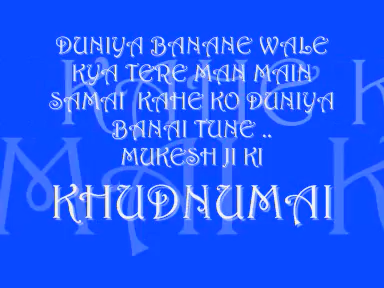 DUNIYA BANANE WALE
KYA TERE MAN MAIN
SAMAI KAHE KO DUNIYA
BANAI TUNE ..
MUKESH JI KI
KHUDNUMAI